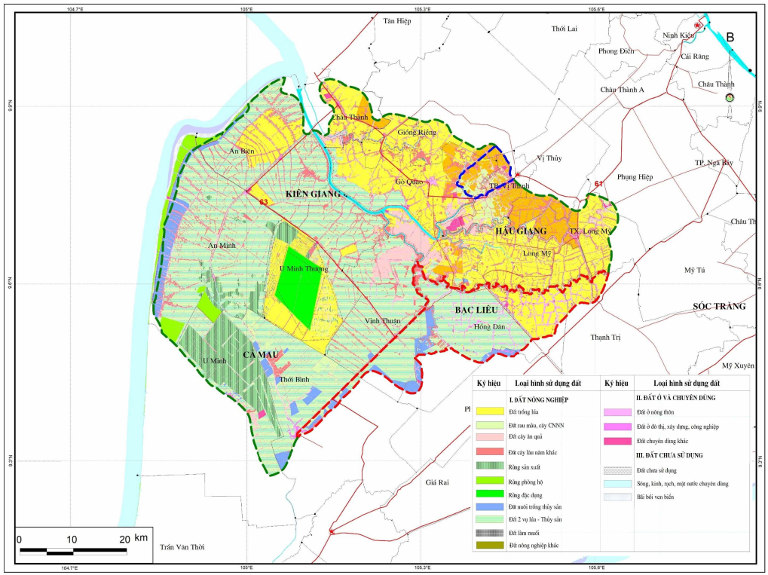 104.7°E 105°E 105.3°E 105.6°E
Tân Hiệp
Thới Lai
Ninh Kiều
B
Phong Điền
Cái Răng
Châu Thành A
Châu Thành
Châu Thành
Giồng Riềng
An Biên
Vị Thủy
TP. Ngã Bảy
Gò Quao
TP. Vị Thanh
Phụng Hiệp
61
KIÊN GIANG
63
Châu Th
HẬU GIANG
TX. Long Mỹ
An Minh
Long Mỹ
U Minh Thượng
Mỹ Tú
BẠC LIÊU
SÓC TRĂNG
Vĩnh Thuận
Hồng Dân
Thạnh Trị
CÀ MAU
U Minh
Mỹ Xuyên
Thới Bình
Giá Rai
Trần Văn Thời
0 10 20 km
Ký hiệu Loại hình sử dụng đất Ký hiệu Loại hình sử dụng đất
I. ĐẤT NÔNG NGHIỆP
Đất trồng lúa
Đất rau màu, cây CNNN
Đất cây ăn quả
Đất cây lâu năm khác
Rừng sản xuất
Rừng phòng hộ
Rừng đặc dụng
Đất nuôi trồng thủy sản
Đất 2 vụ lúa - Thủy sản
Đất làm muối
Đất nông nghiệp khác
II. ĐẤT Ở VÀ CHUYÊN DÙNG
Đất ở nông thôn
Đất ở đô thị, xây dựng, công nghiệp
Đất chuyên dùng khác
III. ĐẤT CHƯA SỬ DỤNG
Đất chưa sử dụng
Sông, kinh, rạch, mặt nước chuyên dùng
Bãi bồi ven biển
104.7°E 105°E 105.3°E 105.6°E